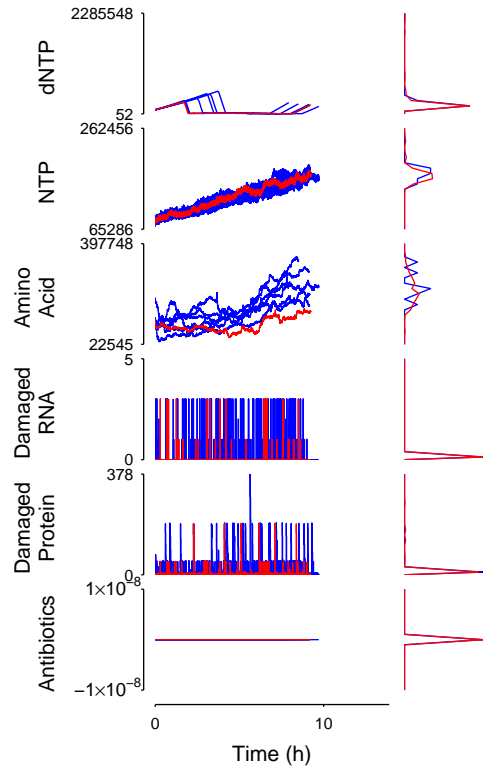 2285548
dNTP
52
262456
NTP
65286
397748
Amino
Acid
22545
5
Damaged
RNA
0
378
Damaged
Protein
0
1×10⁻⁸
Antibiotics
−1×10⁻⁸
0 10
Time (h)